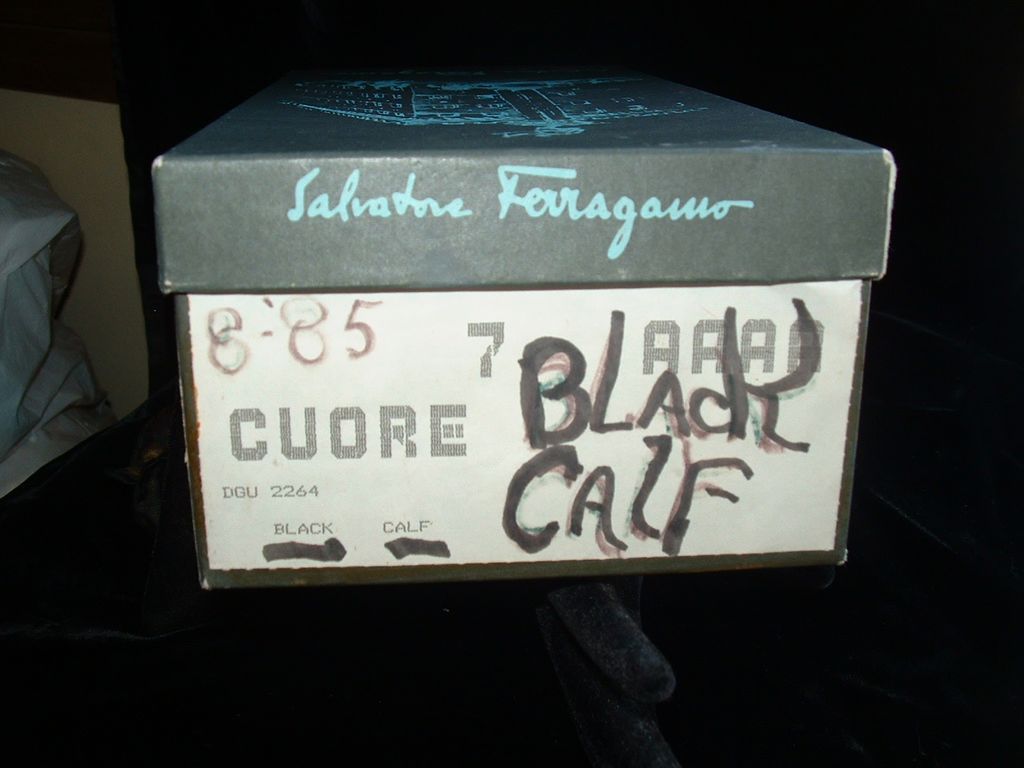 Salvatore Ferragamo
8-'85 7 AAAA
BLACK
CUORE
CALF
DGU 2264
BLACK CALF